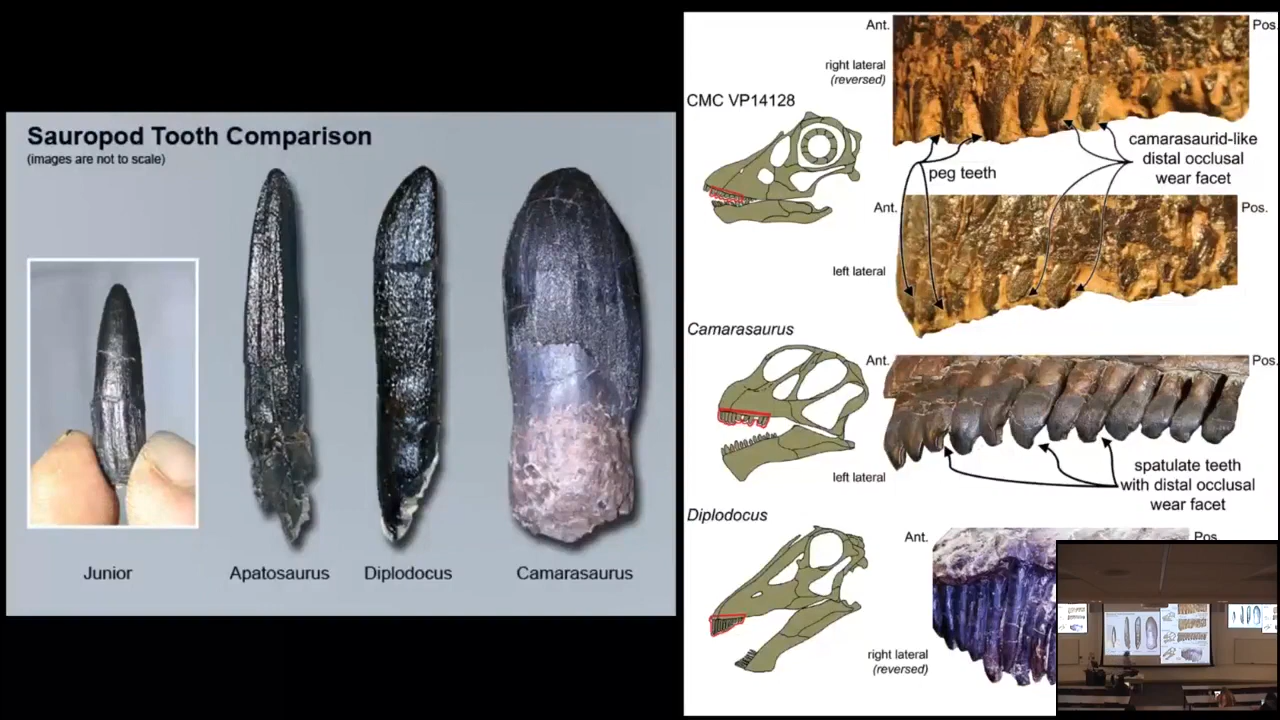 Sauropod Tooth Comparison
(images are not to scale)
Junior
Apatosaurus
Diplodocus
Camarasaurus
Ant.
Pos.
right lateral
(reversed)
CMC VP14128
peg teeth
camarasaurid-like
distal occlusal
wear facet
Ant.
Pos.
left lateral
Camarasaurus
Ant.
Pos.
left lateral
spatulate teeth
with distal occlusal
wear facet
Diplodocus
Ant.
Pos.
right lateral
(reversed)